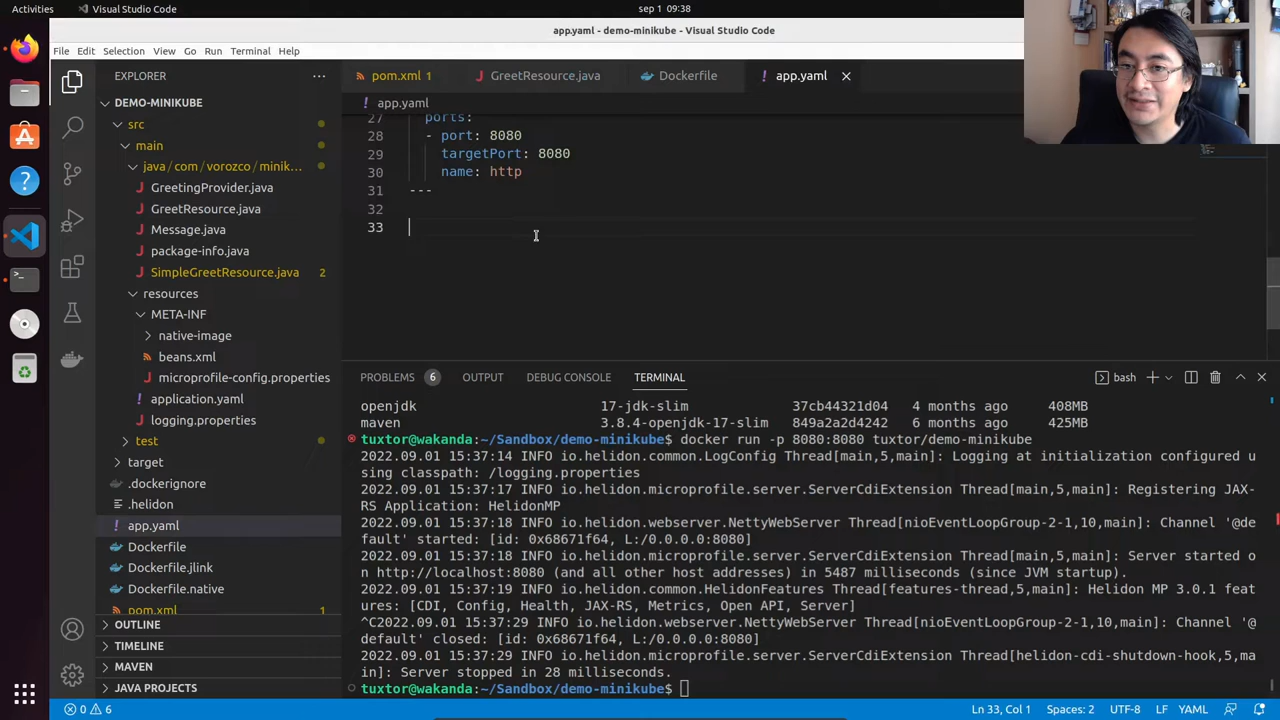 Activities
Visual Studio Code
sep 1 09:38
app.yaml - demo-minikube - Visual Studio Code
File Edit Selection View Go Run Terminal Help
EXPLORER
pom.xml 1
GreetResource.java
Dockerfile
app.yaml
DEMO-MINIKUBE
src
main
java / com / vorozco / minik...
GreetingProvider.java
GreetResource.java
Message.java
package-info.java
SimpleGreetResource.java 2
resources
META-INF
native-image
beans.xml
microprofile-config.properties
application.yaml
logging.properties
test
target
.dockerignore
.helidon
app.yaml
Dockerfile
Dockerfile.jlink
Dockerfile.native
pom.xml 1
OUTLINE
TIMELINE
MAVEN
JAVA PROJECTS
! app.yaml
27 ports:
28 - port: 8080
29 targetPort: 8080
30 name: http
31 ---
32
33
PROBLEMS 6 OUTPUT DEBUG CONSOLE TERMINAL
bash
openjdk 17-jdk-slim 37cb44321d04 4 months ago 408MB
maven 3.8.4-openjdk-17-slim 849a2a2d4242 6 months ago 425MB
tuxtor@wakanda:~/Sandbox/demo-minikube$ docker run -p 8080:8080 tuxtor/demo-minikube
2022.09.01 15:37:14 INFO io.helidon.common.LogConfig Thread[main,5,main]: Logging at initialization configured u
sing classpath: /logging.properties
2022.09.01 15:37:17 INFO io.helidon.microprofile.server.ServerCdiExtension Thread[main,5,main]: Registering JAX-
RS Application: HelidonMP
2022.09.01 15:37:18 INFO io.helidon.webserver.NettyWebServer Thread[nioEventLoopGroup-2-1,10,main]: Channel '@de
fault' started: [id: 0x68671f64, L:/0.0.0.0:8080]
2022.09.01 15:37:18 INFO io.helidon.microprofile.server.ServerCdiExtension Thread[main,5,main]: Server started o
n http://localhost:8080 (and all other host addresses) in 5487 milliseconds (since JVM startup).
2022.09.01 15:37:19 INFO io.helidon.common.HelidonFeatures Thread[features-thread,5,main]: Helidon MP 3.0.1 feat
ures: [CDI, Config, Health, JAX-RS, Metrics, Open API, Server]
^C2022.09.01 15:37:29 INFO io.helidon.webserver.NettyWebServer Thread[nioEventLoopGroup-2-1,10,main]: Channel '@
default' closed: [id: 0x68671f64, L:/0.0.0.0:8080]
2022.09.01 15:37:29 INFO io.helidon.microprofile.server.ServerCdiExtension Thread[helidon-cdi-shutdown-hook,5,ma
in]: Server stopped in 28 milliseconds.
tuxtor@wakanda:~/Sandbox/demo-minikube$
0 6
Ln 33, Col 1 Spaces: 2 UTF-8 LF YAML